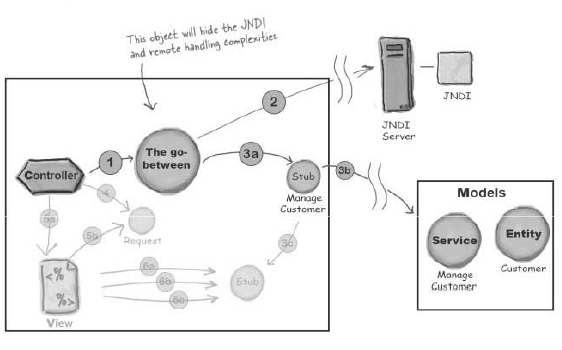 This object will hide the JNDI
and remote handling complexities.
2
JNDI
JNDI
Server
The go-
between
1
3a
Controller
Stub
3b
Manage
Customer
4
Request
5a
5b
3c
Models
Service
Entity
Manage
Customer
Customer
<%
%>
6a
6b
6c
Stub
View